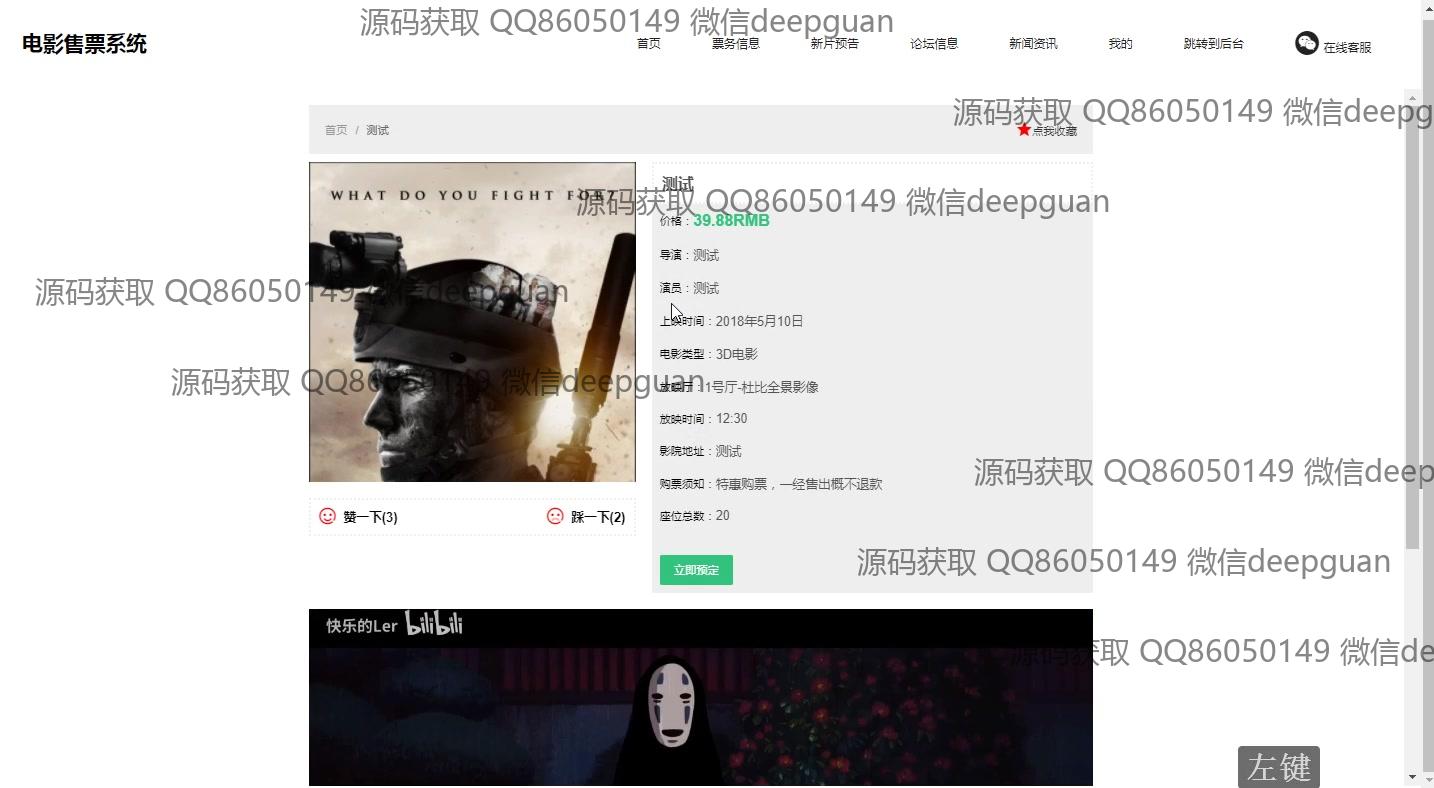 源码获取 QQ86050149 微信deepguan
电影售票系统
首页 票务信息 新片预告 论坛信息 新闻资讯 我的 跳转到后台 在线客服
源码获取 QQ86050149 微信deepg
首页 / 测试
点我收藏
WHAT DO YOU FIGHT FOR?
测试
源码获取 QQ86050149 微信deepguan
价格：39.88RMB
导演：测试
演员：测试
源码获取 QQ86050149 微信deepguan
上映时间：2018年5月10日
电影类型：3D电影
源码获取 QQ86050149 微信deepguan
放映厅：1号厅-杜比全景影像
放映时间：12:30
影院地址：测试
源码获取 QQ86050149 微信deep
购票须知：特惠购票，一经售出概不退款
座位总数：20
赞一下(3) 踩一下(2)
源码获取 QQ86050149 微信deepguan
立即预定
快乐的Ler bilibili
源码获取 QQ86050149 微信de
左键